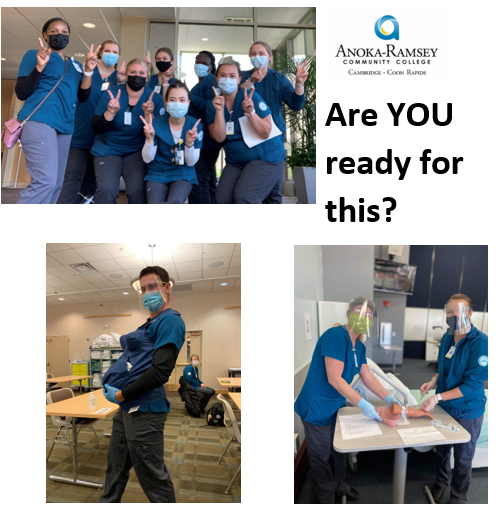 ANOKA-RAMSEY
COMMUNITY COLLEGE
CAMBRIDGE · COON RAPIDS
Are YOU
ready for
this?